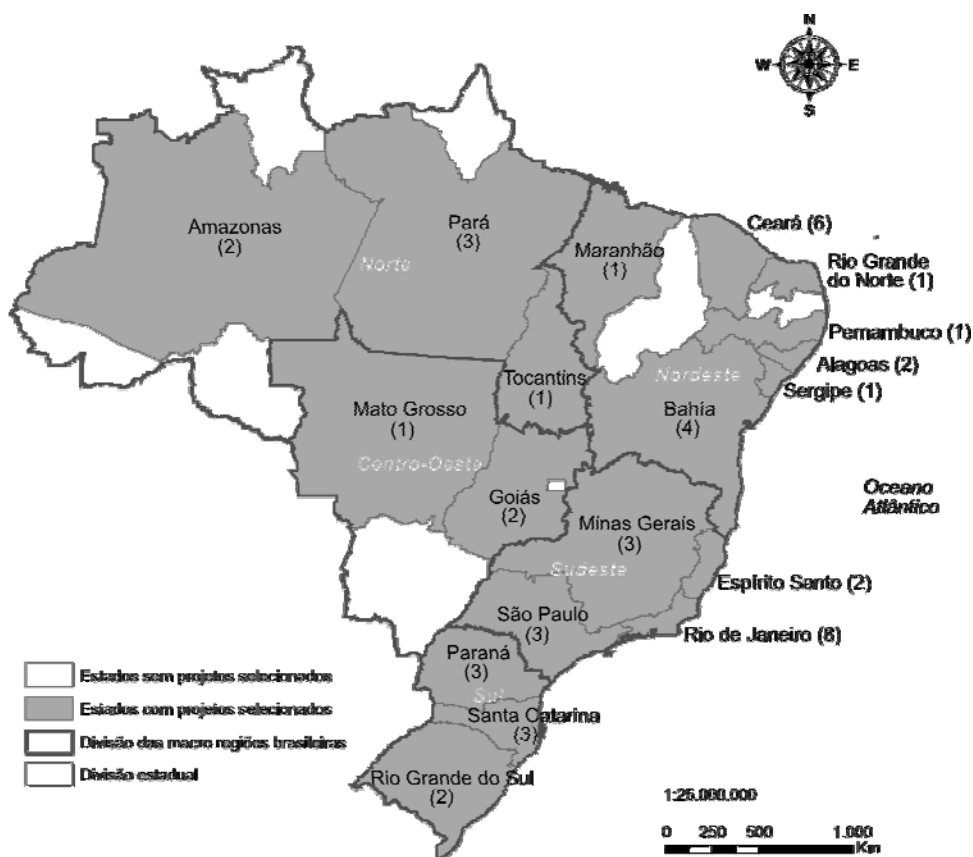 N
W E
S
Amazonas
(2)
Pará
(3)
Norte
Maranhão
(1)
Ceará (6)
Rio Grande
do Norte (1)
Pernambuco (1)
Alagoas (2)
Sergipe (1)
Nordeste
Bahía
(4)
Tocantins
(1)
Mato Grosso
(1)
Centro-Oeste
Goiás
(2)
Oceano
Atlântico
Minas Gerais
(3)
Sudeste
Espírito Santo (2)
São Paulo
(3)
Rio de Janeiro (8)
Paraná
(3)
Sul
Santa Catarina
(3)
Rio Grande do Sul
(2)
Estados sem projetos selecionados
Estados com projetos selecionados
Divisão das macro regiões brasileiras
Divisão estadual
1:25.000.000
0 250 500 1.000
Km